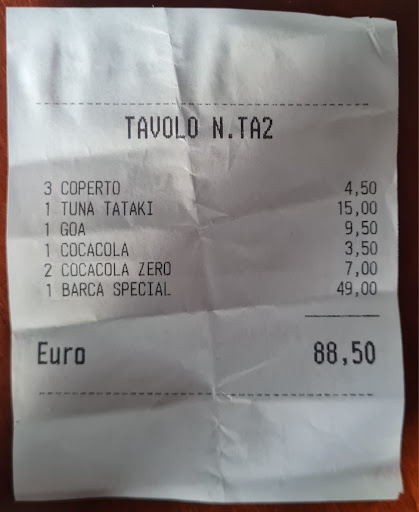 TAVOLO N.TA2
3 COPERTO 4,50
1 TUNA TATAKI 15,00
1 GOA 9,50
1 COCACOLA 3,50
2 COCACOLA ZERO 7,00
1 BARCA SPECIAL 49,00
Euro 88,50